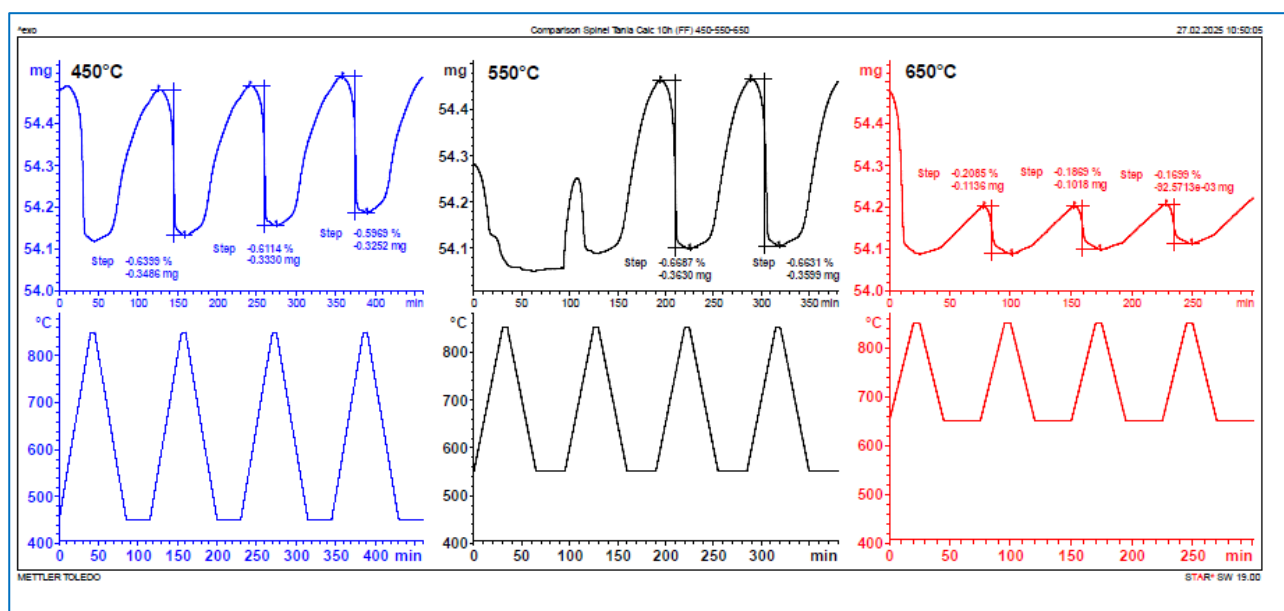 ^exo Comparison Spinel Tania Calc 10h (FF) 450-550-650 27.02.2025 10:50:05
mg 450°C
54.4
54.3
54.2
54.1
54.0
Step -0.6399 %
-0.3486 mg
Step -0.6114 %
-0.3330 mg
Step -0.5969 %
-0.3252 mg
0 50 100 150 200 250 300 350 400 min
°C
800
700
600
500
400
0 50 100 150 200 250 300 350 400 min
mg 550°C
54.4
54.3
54.2
54.1
54.0
Step -0.6687 %
-0.3630 mg
Step -0.6631 %
-0.3599 mg
0 50 100 150 200 250 300 350 min
°C
800
700
600
500
400
0 50 100 150 200 250 300 min
mg 650°C
54.4
54.3
54.2
54.1
54.0
Step -0.2085 %
-0.1136 mg
Step -0.1869 %
-0.1018 mg
Step -0.1699 %
-92.5713e-03 mg
0 50 100 150 200 250 min
°C
800
700
600
500
400
0 50 100 150 200 250 min
METTLER TOLEDO STARe SW 19.00